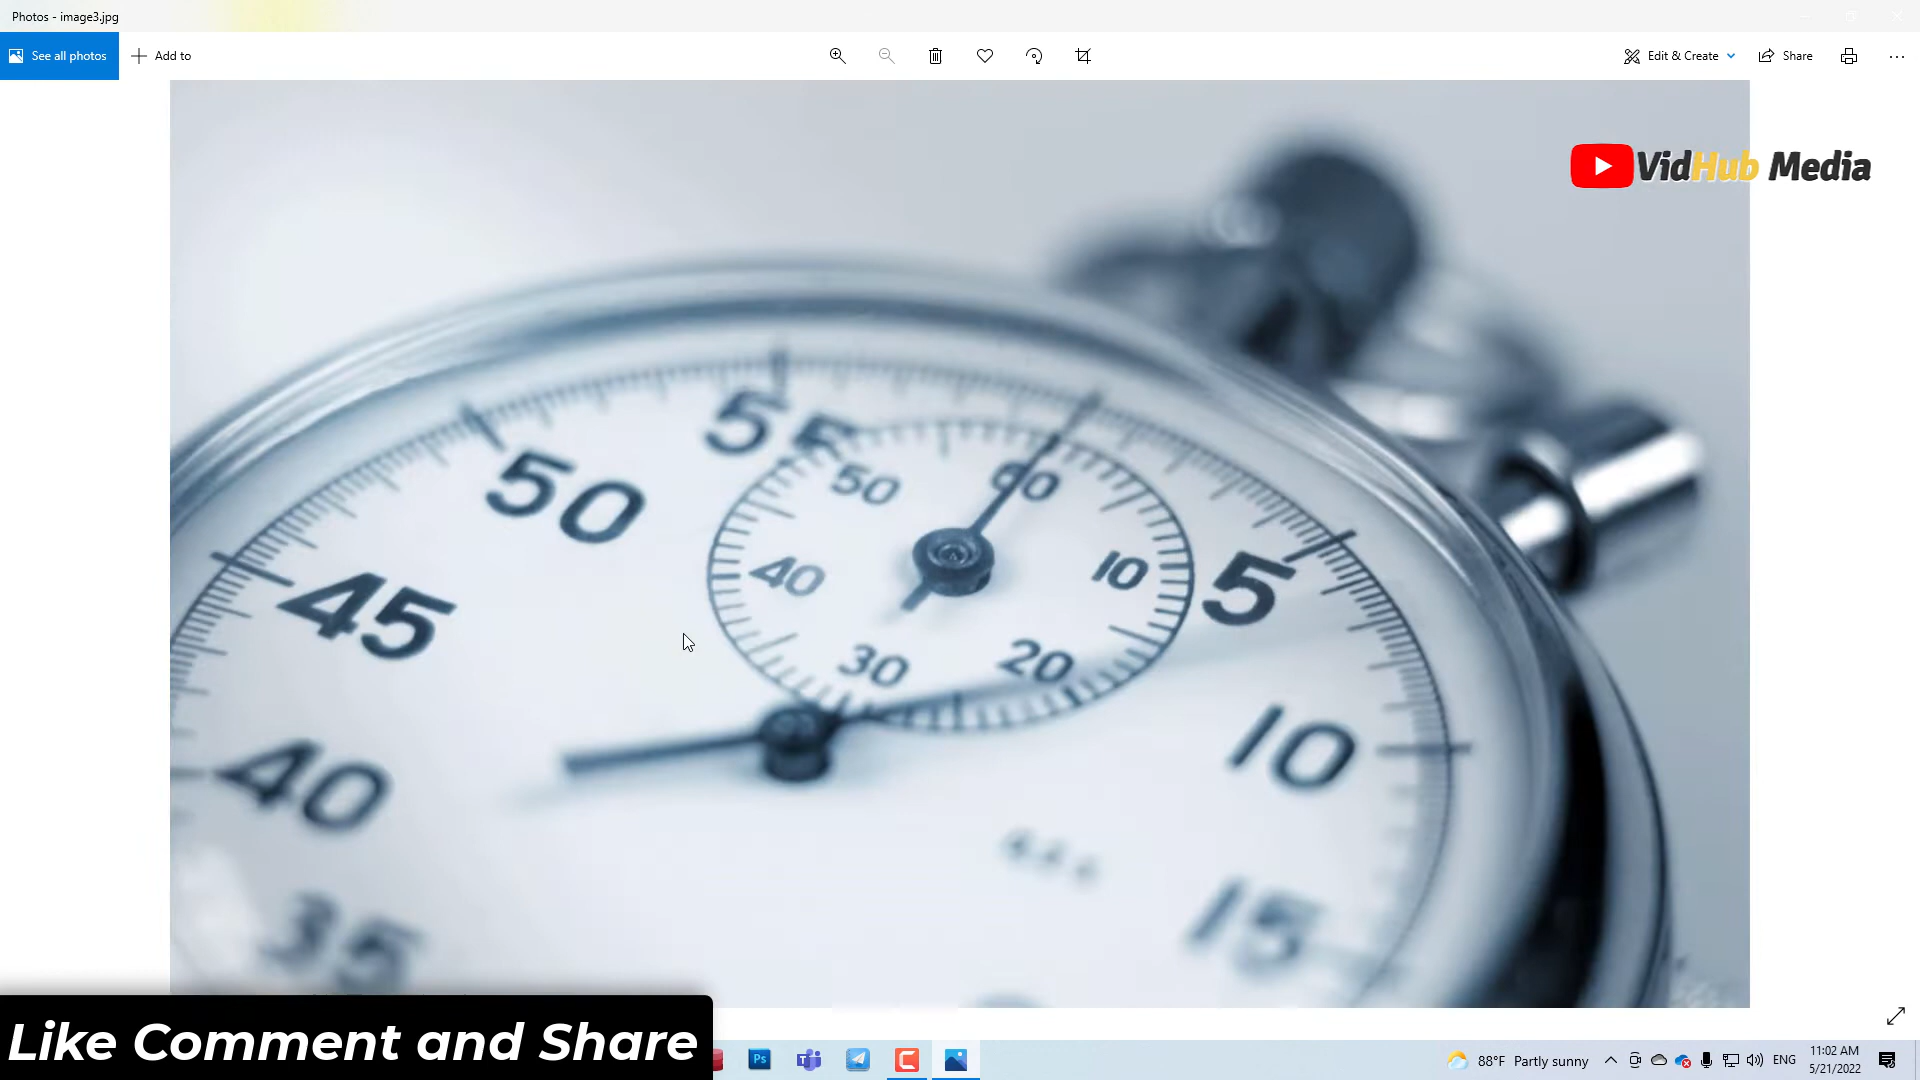 Photos - image3.jpg
See all photos
Add to
Edit & Create
Share
VidHub Media
55
60
50
50
60
5
45
40
10
30
20
10
40
35
15
Like Comment and Share
Ps
88°F Partly sunny
ENG
11:02 AM
5/21/2022